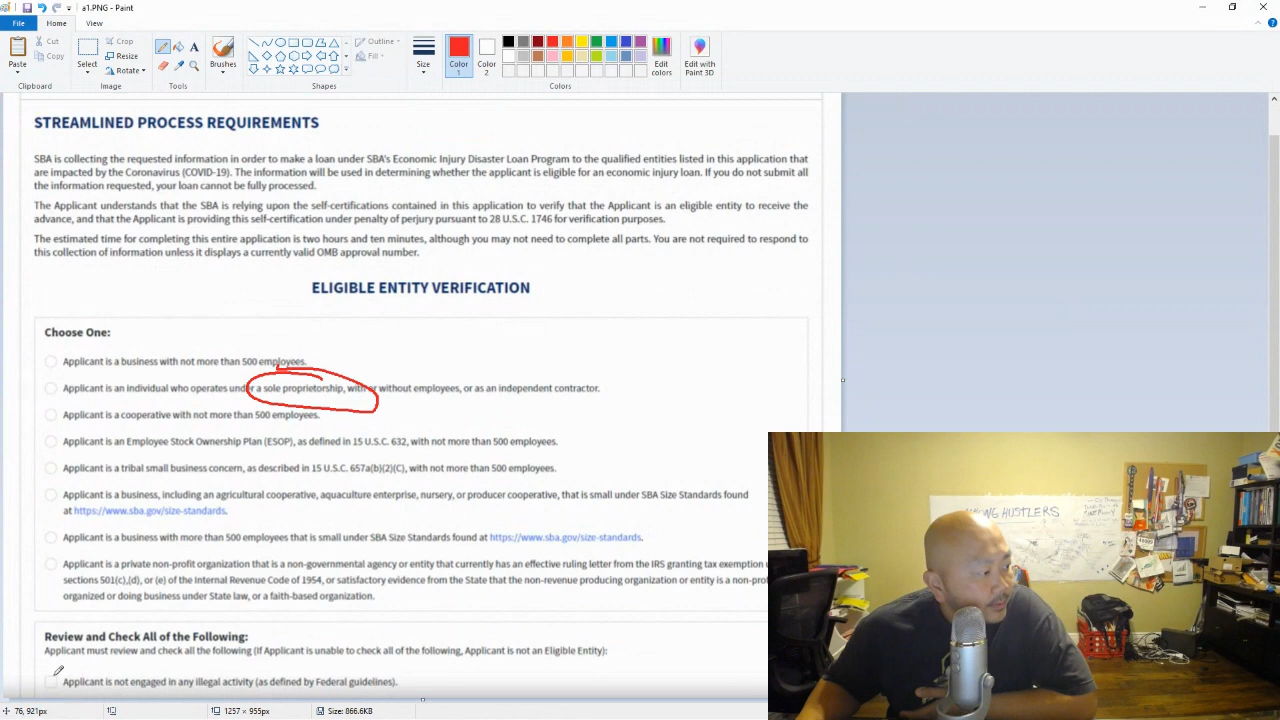 a1.PNG - Paint
File
Home
View
Paste
Cut
Copy
Clipboard
Select
Crop
Resize
Rotate
Image
A
Tools
Brushes
Shapes
Outline
Fill
Size
Color 1
Color 2
Edit colors
Colors
Edit with Paint 3D
STREAMLINED PROCESS REQUIREMENTS
SBA is collecting the requested information in order to make a loan under SBA's Economic Injury Disaster Loan Program to the qualified entities listed in this application that
are impacted by the Coronavirus (COVID-19). The information will be used in determining whether the applicant is eligible for an economic injury loan. If you do not submit all
the information requested, your loan cannot be fully processed.
The Applicant understands that the SBA is relying upon the self-certifications contained in this application to verify that the Applicant is an eligible entity to receive the
advance, and that the Applicant is providing this self-certification under penalty of perjury pursuant to 28 U.S.C. 1746 for verification purposes.
The estimated time for completing this entire application is two hours and ten minutes, although you may not need to complete all parts. You are not required to respond to
this collection of information unless it displays a currently valid OMB approval number.
ELIGIBLE ENTITY VERIFICATION
Choose One:
Applicant is a business with not more than 500 employees.
Applicant is an individual who operates under a sole proprietorship, with or without employees, or as an independent contractor.
Applicant is a cooperative with not more than 500 employees.
Applicant is an Employee Stock Ownership Plan (ESOP), as defined in 15 U.S.C. 632, with not more than 500 employees.
Applicant is a tribal small business concern, as described in 15 U.S.C. 657a(b)(2)(C), with not more than 500 employees.
Applicant is a business, including an agricultural cooperative, aquaculture enterprise, nursery, or producer cooperative, that is small under SBA Size Standards found
at https://www.sba.gov/size-standards.
Applicant is a business with more than 500 employees that is small under SBA Size Standards found at https://www.sba.gov/size-standards.
Applicant is a private non-profit organization that is a non-governmental agency or entity that currently has an effective ruling letter from the IRS granting tax exemption
sections 501(c),(d), or (e) of the Internal Revenue Code of 1954, or satisfactory evidence from the State that the non-revenue producing organization or entity is a
organized or doing business under State law, or a faith-based organization.
HUSTLERS
Review and Check All of the Following:
Applicant must review and check all the following (If Applicant is unable to check all of the following, Applicant is not an Eligible Entity):
Applicant is not engaged in any illegal activity (as defined by Federal guidelines).
76, 921px
1257 × 955px
Size: 866.6KB